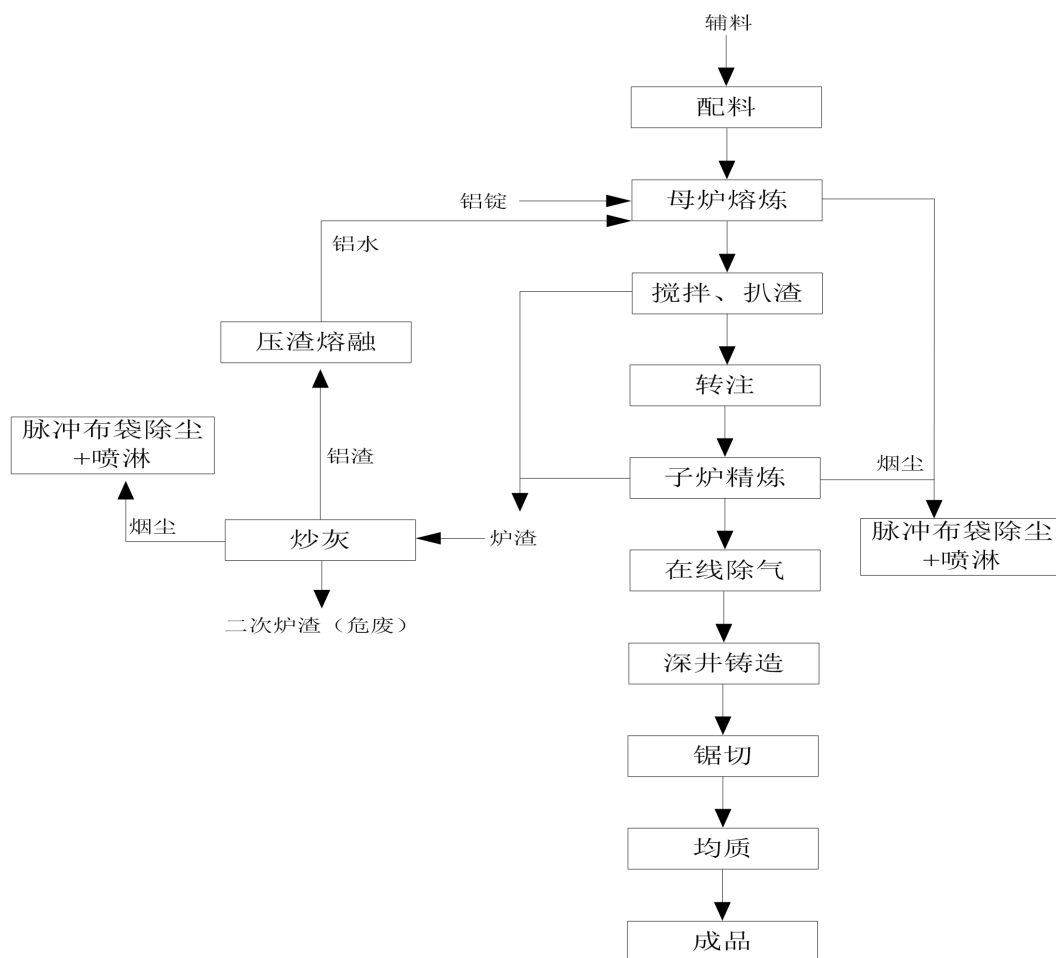 辅料
配料
铝锭
母炉熔炼
铝水
搅拌、扒渣
压渣熔融
转注
脉冲布袋除尘
+喷淋
铝渣
子炉精炼
烟尘
烟尘
炒灰
炉渣
脉冲布袋除尘
+喷淋
在线除气
二次炉渣（危废）
深井铸造
锯切
均质
成品